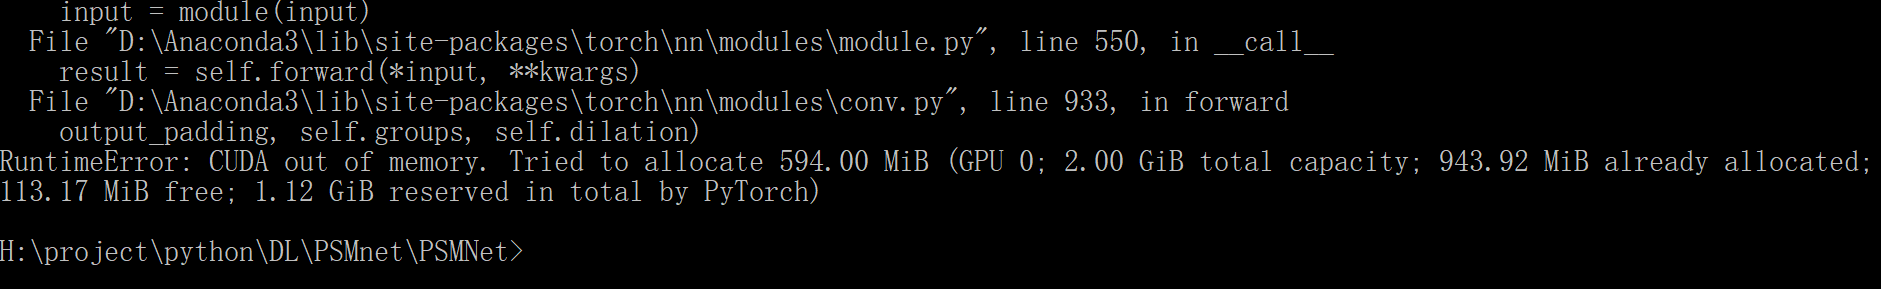 input = module(input)
File "D:\Anaconda3\lib\site-packages\torch\nn\modules\module.py", line 550, in __call__
result = self.forward(*input, **kwargs)
File "D:\Anaconda3\lib\site-packages\torch\nn\modules\conv.py", line 933, in forward
output_padding, self.groups, self.dilation)
RuntimeError: CUDA out of memory. Tried to allocate 594.00 MiB (GPU 0; 2.00 GiB total capacity; 943.92 MiB already allocated;
113.17 MiB free; 1.12 GiB reserved in total by PyTorch)
H:\project\python\DL\PSMnet\PSMNet>